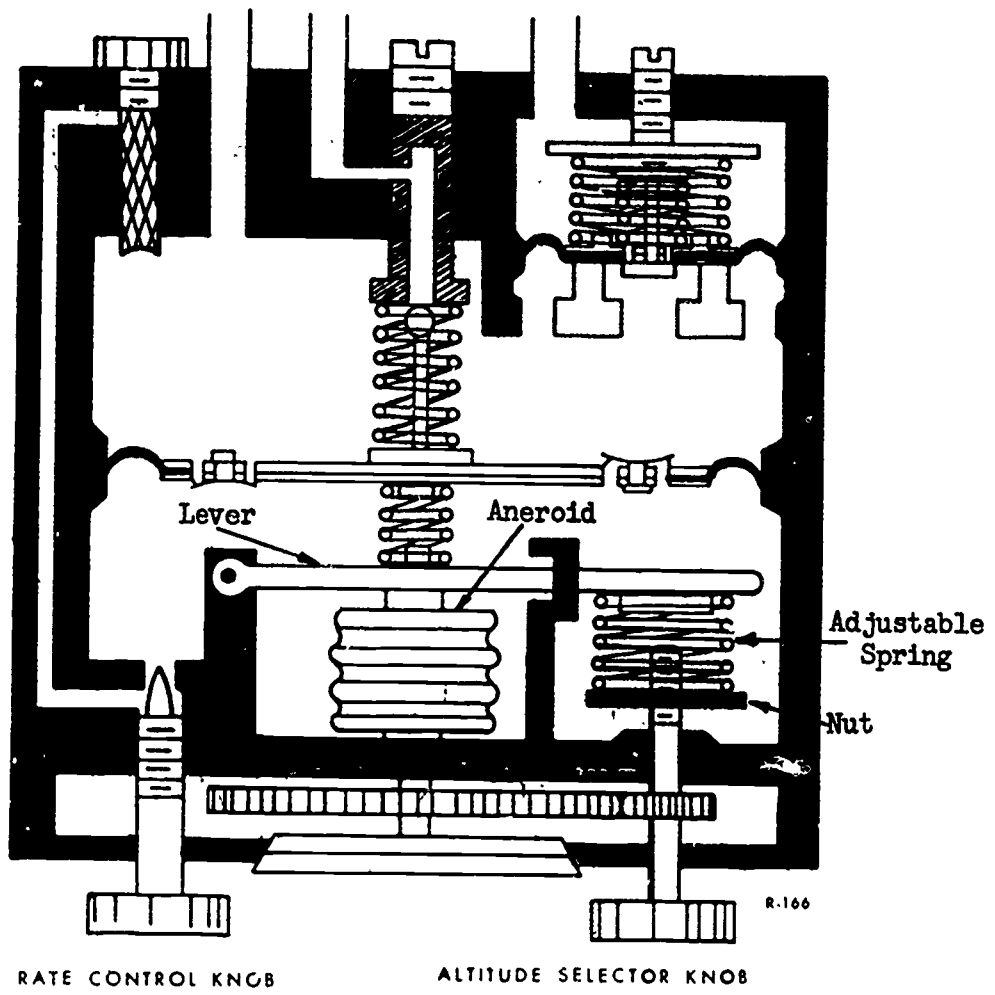 Lever
Aneroid
Adjustable
Spring
Nut
R-166
RATE CONTROL KNOB
ALTITUDE SELECTOR KNOB